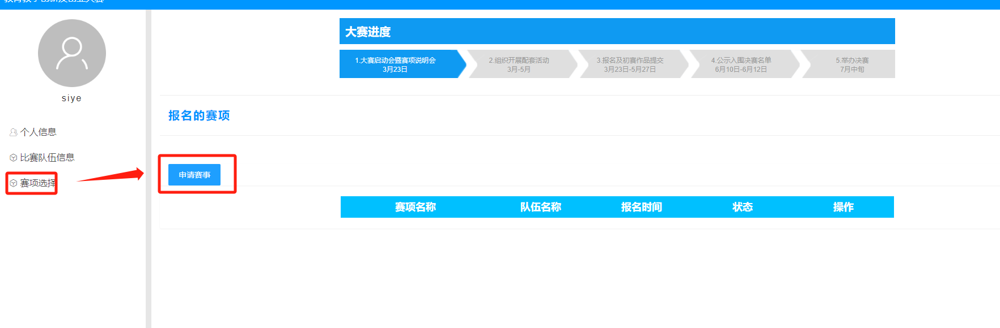 大赛进度
1.大赛启动会暨赛项说明会
3月23日
2.组织开展配套活动
3月-5月
3.报名及初赛作品提交
3月23日-5月27日
4.公示入围决赛名单
6月10日-6月12日
5.举办决赛
7月中旬
siye
个人信息
比赛队伍信息
赛项选择
报名的赛项
申请赛事
赛项名称 队伍名称 报名时间 状态 操作